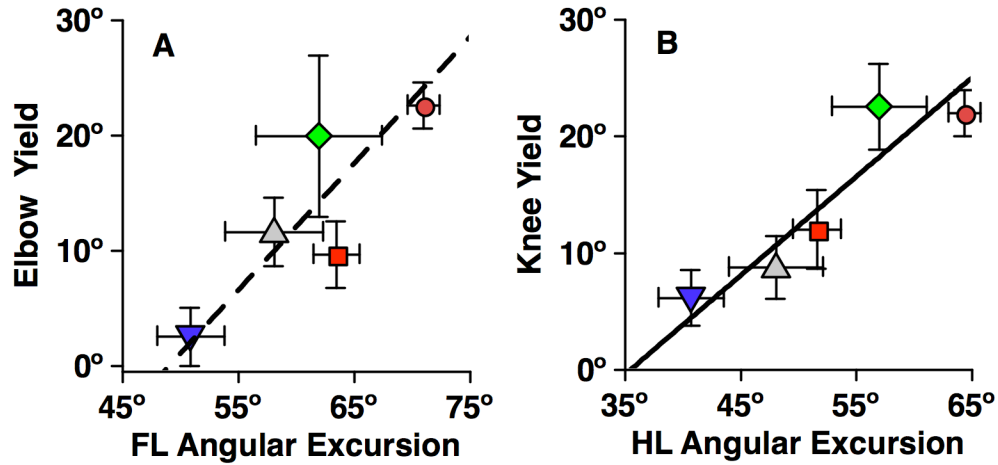 A
30º
20º
10º
0º
Elbow Yield
45º 55º 65º 75º
FL Angular Excursion
B
30º
20º
10º
0º
Knee Yield
35º 45º 55º 65º
HL Angular Excursion